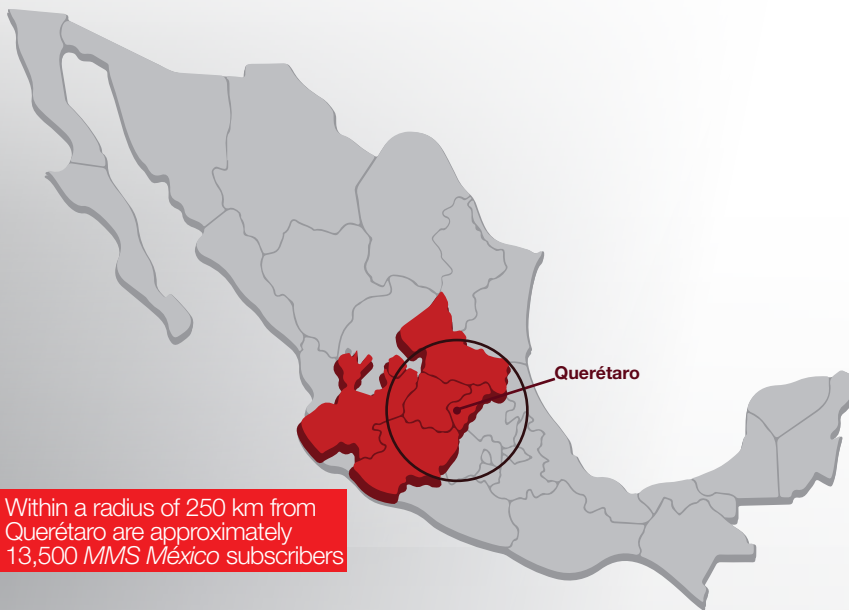 Querétaro
Within a radius of 250 km from
Querétaro are approximately
13,500 MMS México subscribers